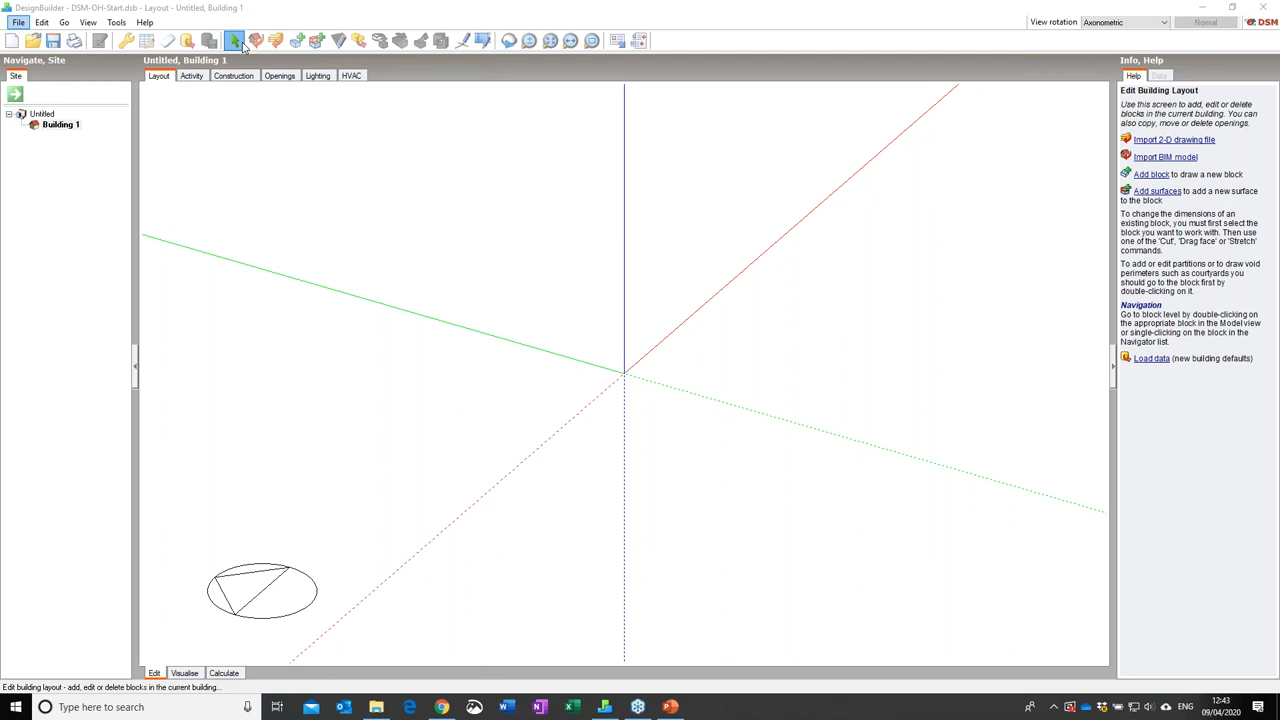 DesignBuilder - DSM-OH-Start.dsb - Layout - Untitled, Building 1
File Edit Go View Tools Help
View rotation Axonometric Normal DSM
Navigate, Site
Untitled, Building 1
Info, Help
Site
Layout Activity Construction Openings Lighting HVAC
Help Data
Untitled
Building 1
Edit Building Layout
Use this screen to add, edit or delete
blocks in the current building. You can
also copy, move or delete openings.
Import 2-D drawing file
Import BIM model
Add block to draw a new block
Add surfaces to add a new surface
to the block
To change the dimensions of an
existing block, you must first select the
block you want to work with. Then use
one of the 'Cut', 'Drag face' or 'Stretch'
commands.
To add or edit partitions or to draw void
perimeters such as courtyards you
should go to the block first by
double-clicking on it.
Navigation
Go to block level by double-clicking on
the appropriate block in the Model view
or single-clicking on the block in the
Navigator list.
Load data (new building defaults)
Edit Visualise Calculate
Edit building layout - add, edit or delete blocks in the current building...
Type here to search
ENG
12:43
09/04/2020